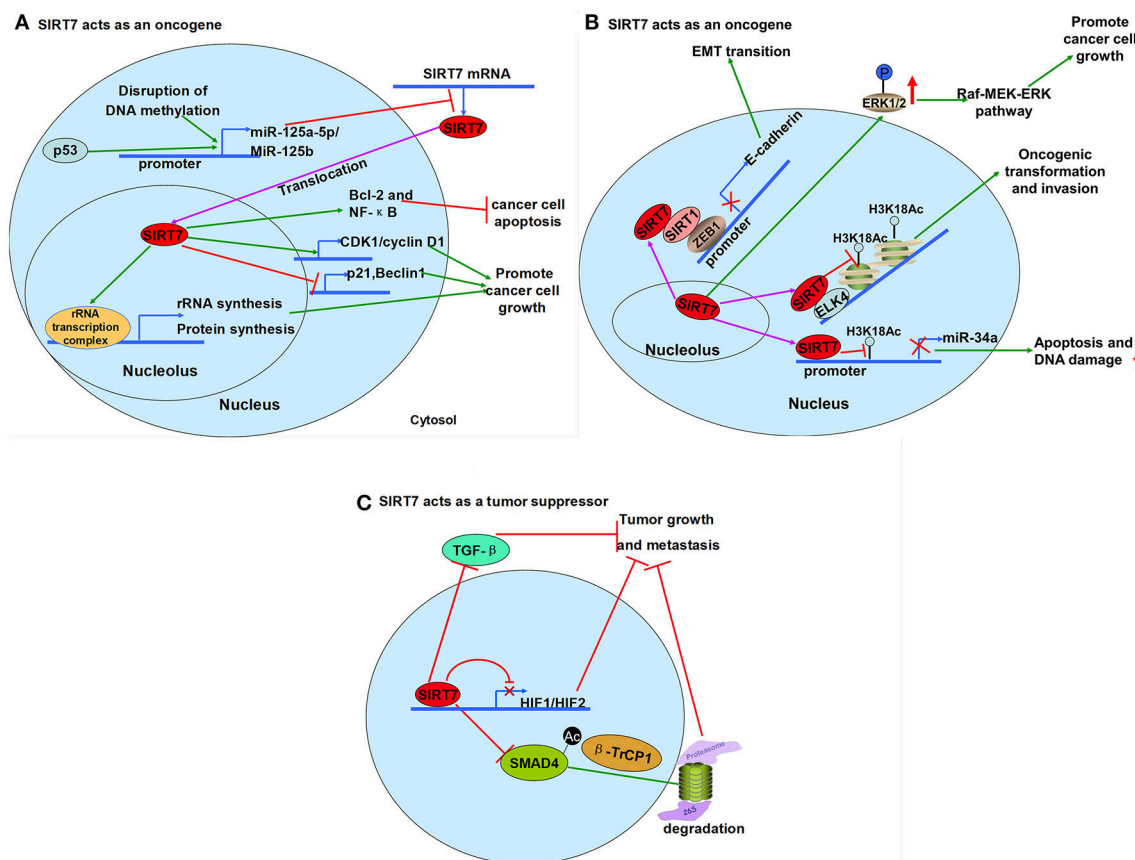 A SIRT7 acts as an oncogene
SIRT7 mRNA
Disruption of
DNA methylation
miR-125a-5p/
MiR-125b
SIRT7
p53
promoter
Translocation
Bcl-2 and
NF-κB
cancer cell
apoptosis
SIRT7
CDK1/cyclin D1
p21,Beclin1
Promote
cancer cell
growth
rRNA synthesis
Protein synthesis
rRNA
transcription
complex
Nucleolus
Nucleus
Cytosol
B SIRT7 acts as an oncogene
Promote
cancer cell
growth
EMT transition
P
ERK1/2
Raf-MEK-ERK
pathway
E-cadherin
Oncogenic
transformation
and invasion
H3K18Ac
H3K18Ac
SIRT7
SIRT1
ZEB1
promoter
SIRT7
SIRT7
ELK4
Nucleolus
H3K18Ac
miR-34a
SIRT7
promoter
Apoptosis and
DNA damage
Nucleus
C SIRT7 acts as a tumor suppressor
Tumor growth
and metastasis
TGF-β
SIRT7
HIF1/HIF2
Ac
β-TrCP1
SMAD4
Proteasome
26S
degradation